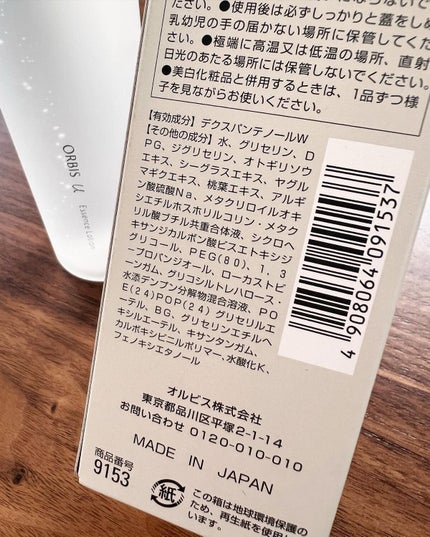 ださい。●使用後は必ずしっかりと蓋をしめ
乳幼児の手の届かない場所に保管してくだ
さい。●極端に高温又は低温の場所、直射
日光のあたる場所には保管しないでください。
●美白化粧品と併用するときは、1品ずつ様
子を見ながらお使いください。
【有効成分】デクスパンテノールW
【その他の成分】水、グリセリン、D
PG、ジグリセリン、オトギリソウ
エキス、シーグラスエキス、ヤグル
マギクエキス、桃葉エキス、アルギ
ン酸硫酸Na、メタクリロイルオキ
シエチルホスホリルコリン・メタク
リル酸ブチル共重合体液、シクロヘ
キサンジカルボン酸ビスエトキシジ
グリコール、PEG(80)、1,3
-プロパンジオール、ローカストビ
ーンガム、グリコシルトレハロース・
水添デンプン分解物混合溶液、PO
E(24)POP(24)グリセリルエ
ーテル、BG、グリセリンエチルヘ
キシルエーテル、キサンタンガム、
カルボキシビニルポリマー、水酸化K、
フェノキシエタノール
4908064091537
オルビス株式会社
東京都品川区平塚2-1-14
お問い合わせ 0120-010-010
MADE IN JAPAN
商品番号
9153
紙
この箱は地球環境保護の
ため、再生紙を使用して
います。
ORBIS u
Essence Lotion